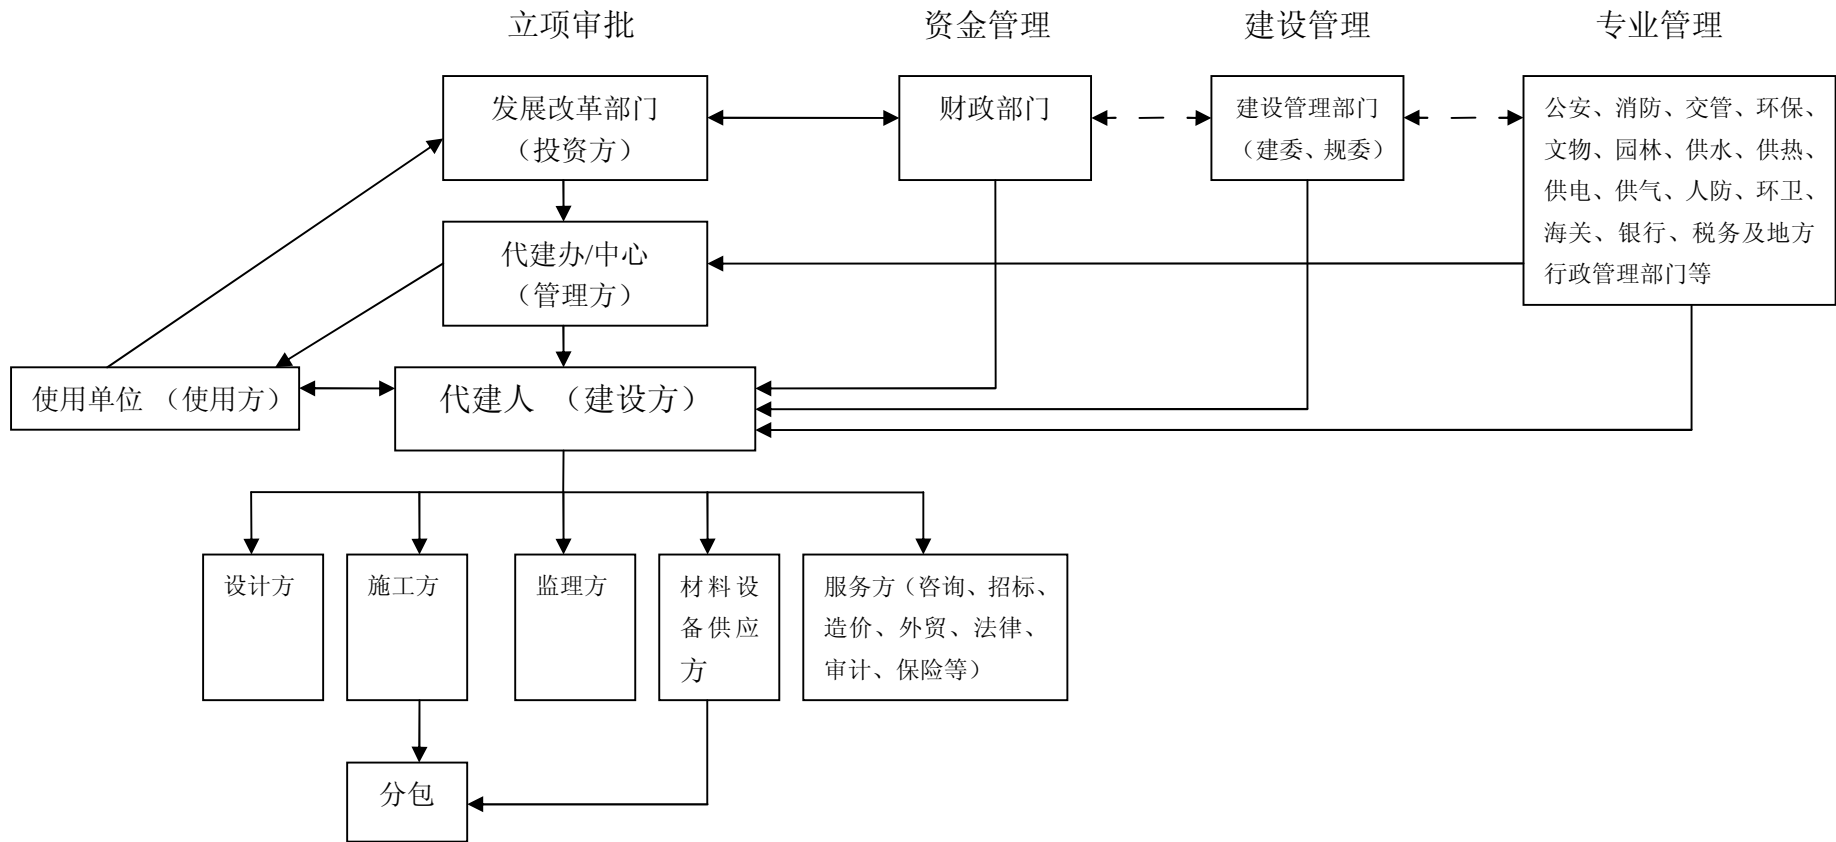 立项审批
资金管理
建设管理
专业管理
发展改革部门
（投资方）
财政部门
建设管理部门
（建委、规委）
公安、消防、交管、环保、
文物、园林、供水、供热、
供电、供气、人防、环卫、
海关、银行、税务及地方
行政管理部门等
代建办/中心
（管理方）
使用单位 （使用方）
代建人 （建设方）
设计方
施工方
监理方
材料设
备供应
方
服务方（咨询、招标、
造价、外贸、法律、
审计、保险等）
分包